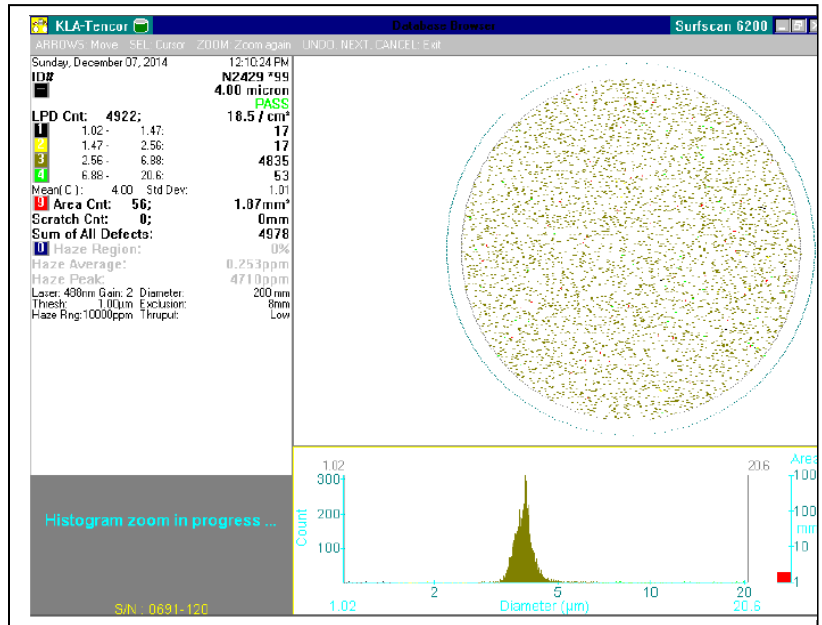 KLA-Tencor Database Browser Surfscan 6200
ARROWS: Move SEL: Cursor ZOOM: Zoom again UNDO, NEXT, CANCEL: Exit
Sunday, December 07, 2014 12:10:24 PM
ID# N2429 *99
4.00 micron
PASS
LPD Cnt: 4922; 18.5 / cm²
1 1.02 - 1.47: 17
2 1.47 - 2.56: 17
3 2.56 - 6.88: 4835
4 6.88 - 20.6: 53
Mean( C ): 4.00 Std Dev: 1.01
9 Area Cnt: 56; 1.87mm²
Scratch Cnt: 0; 0mm
Sum of All Defects: 4978
0 Haze Region: 0%
Haze Average: 0.253ppm
Haze Peak: 4710ppm
Laser: 488nm Gain: 2 Diameter: 200 mm
Thresh: 1.00µm Exclusion: 8mm
Haze Rng:10000ppm Thruput: Low
Histogram zoom in progress ...
S/N : 0691-120
1.02 20.6 Area
300 100
200 100
Count mm
100 10
1
2 5 10 20
1.02 Diameter (µm) 20.6